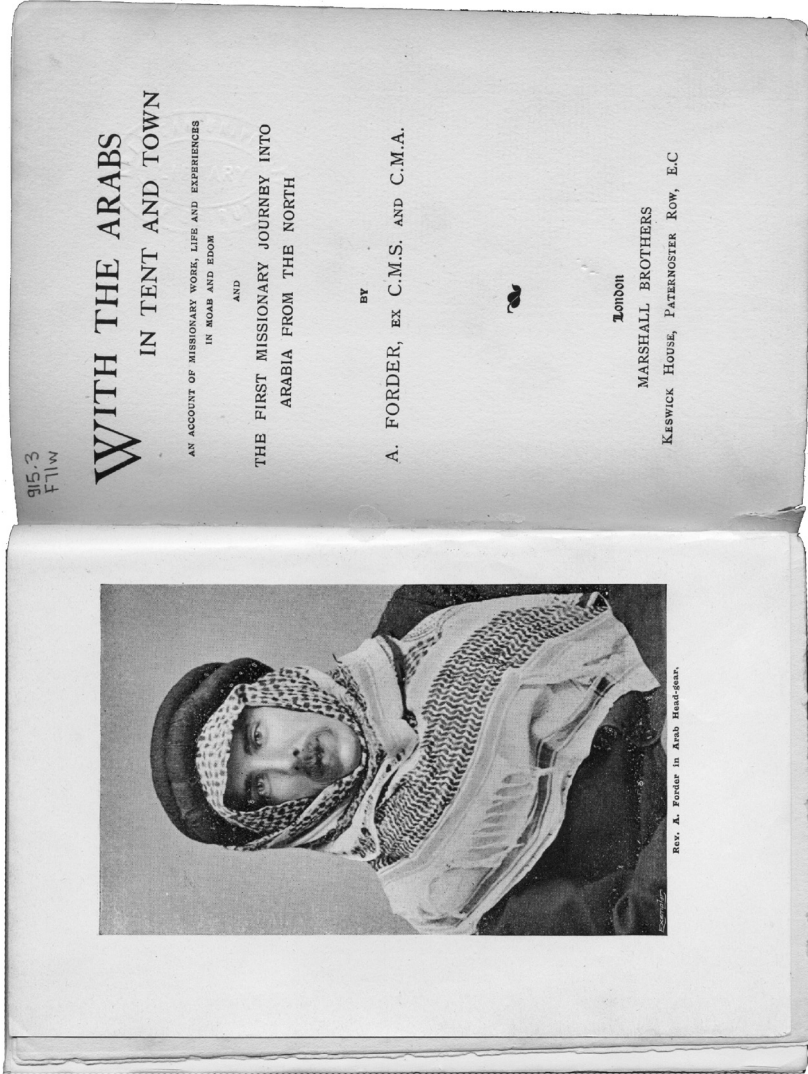 Rev. A. Forder in Arab Head-gear.
915.3
F71W
WITH THE ARABS
IN TENT AND TOWN
AN ACCOUNT OF MISSIONARY WORK, LIFE AND EXPERIENCES
IN MOAB AND EDOM
AND
THE FIRST MISSIONARY JOURNEY INTO
ARABIA FROM THE NORTH
BY
A. FORDER, EX C.M.S. AND C.M.A.
London
MARSHALL BROTHERS
KESWICK HOUSE, PATERNOSTER ROW, E.C